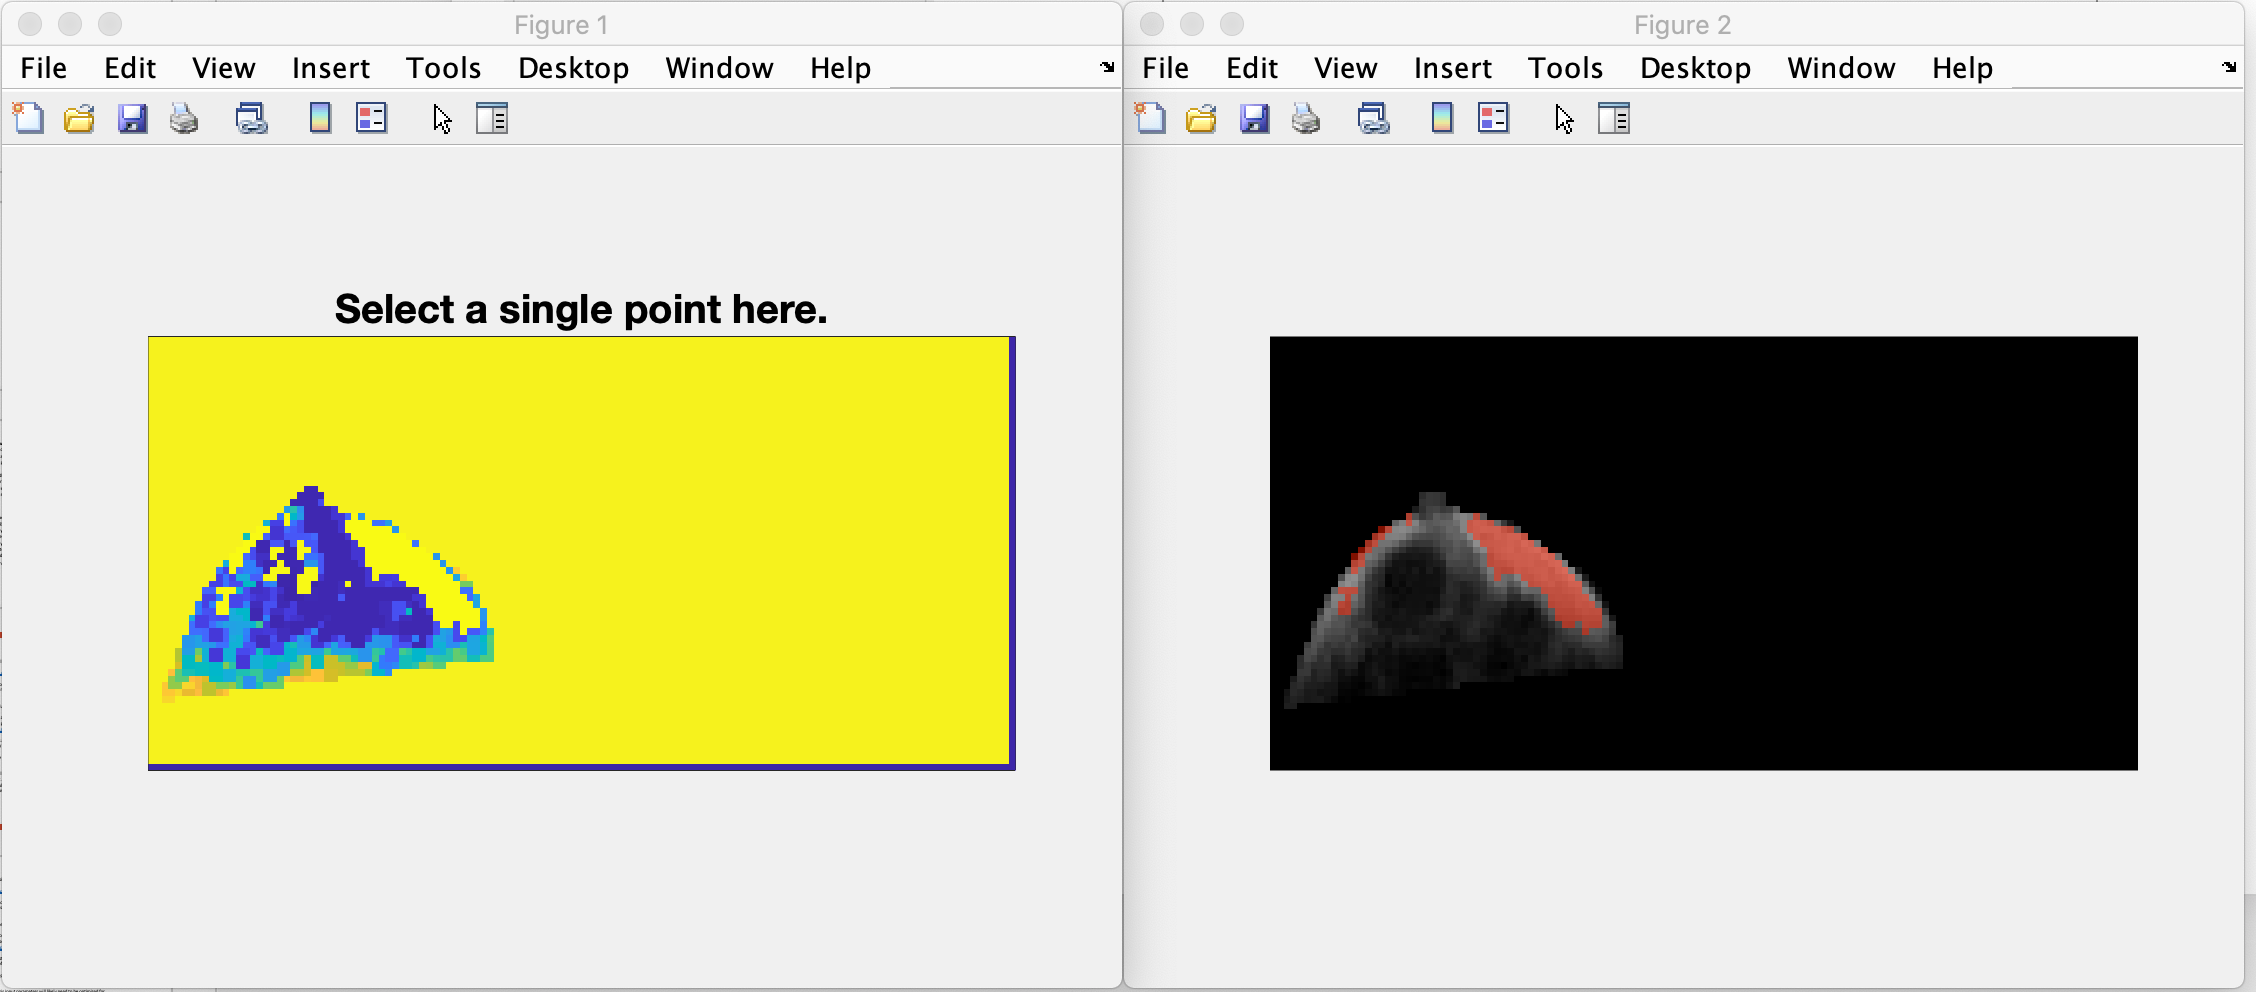 Figure 1
File Edit View Insert Tools Desktop Window Help
Select a single point here.
Figure 2
File Edit View Insert Tools Desktop Window Help